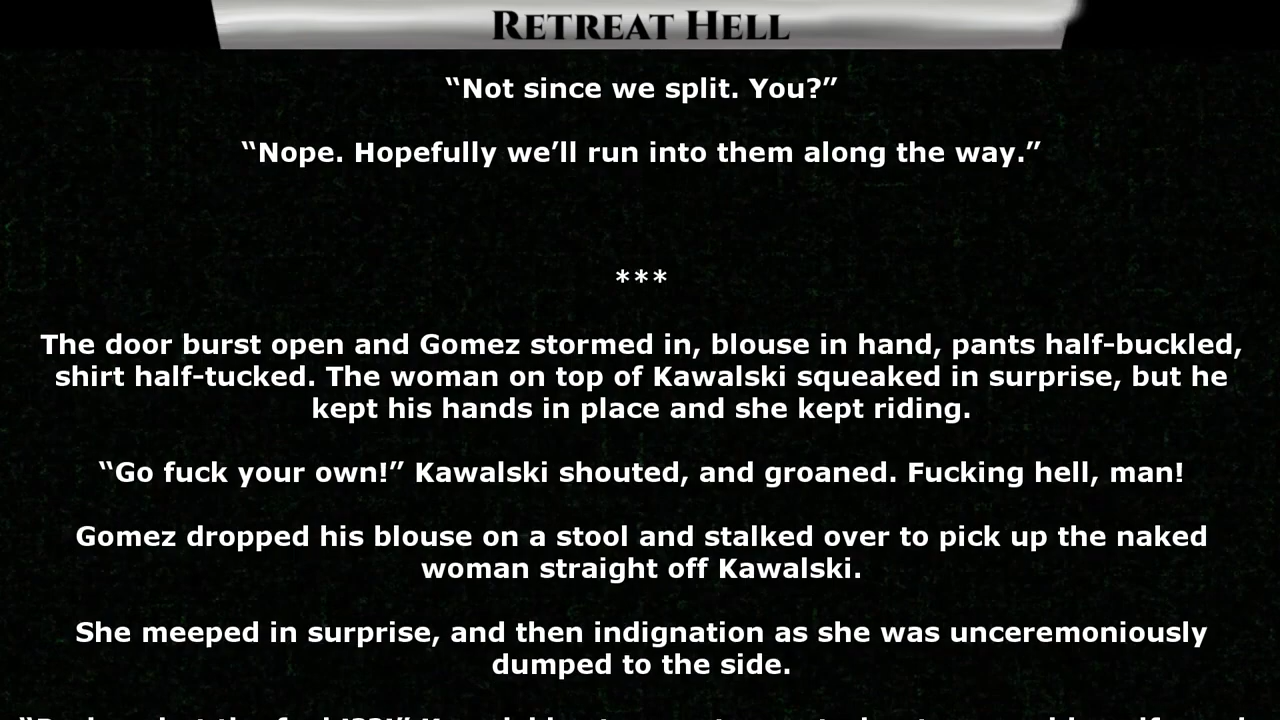 RETREAT HELL
“Not since we split. You?”
“Nope. Hopefully we’ll run into them along the way.”
***
The door burst open and Gomez stormed in, blouse in hand, pants half-buckled,
shirt half-tucked. The woman on top of Kawalski squeaked in surprise, but he
kept his hands in place and she kept riding.
“Go fuck your own!” Kawalski shouted, and groaned. Fucking hell, man!
Gomez dropped his blouse on a stool and stalked over to pick up the naked
woman straight off Kawalski.
She meeped in surprise, and then indignation as she was unceremoniously
dumped to the side.